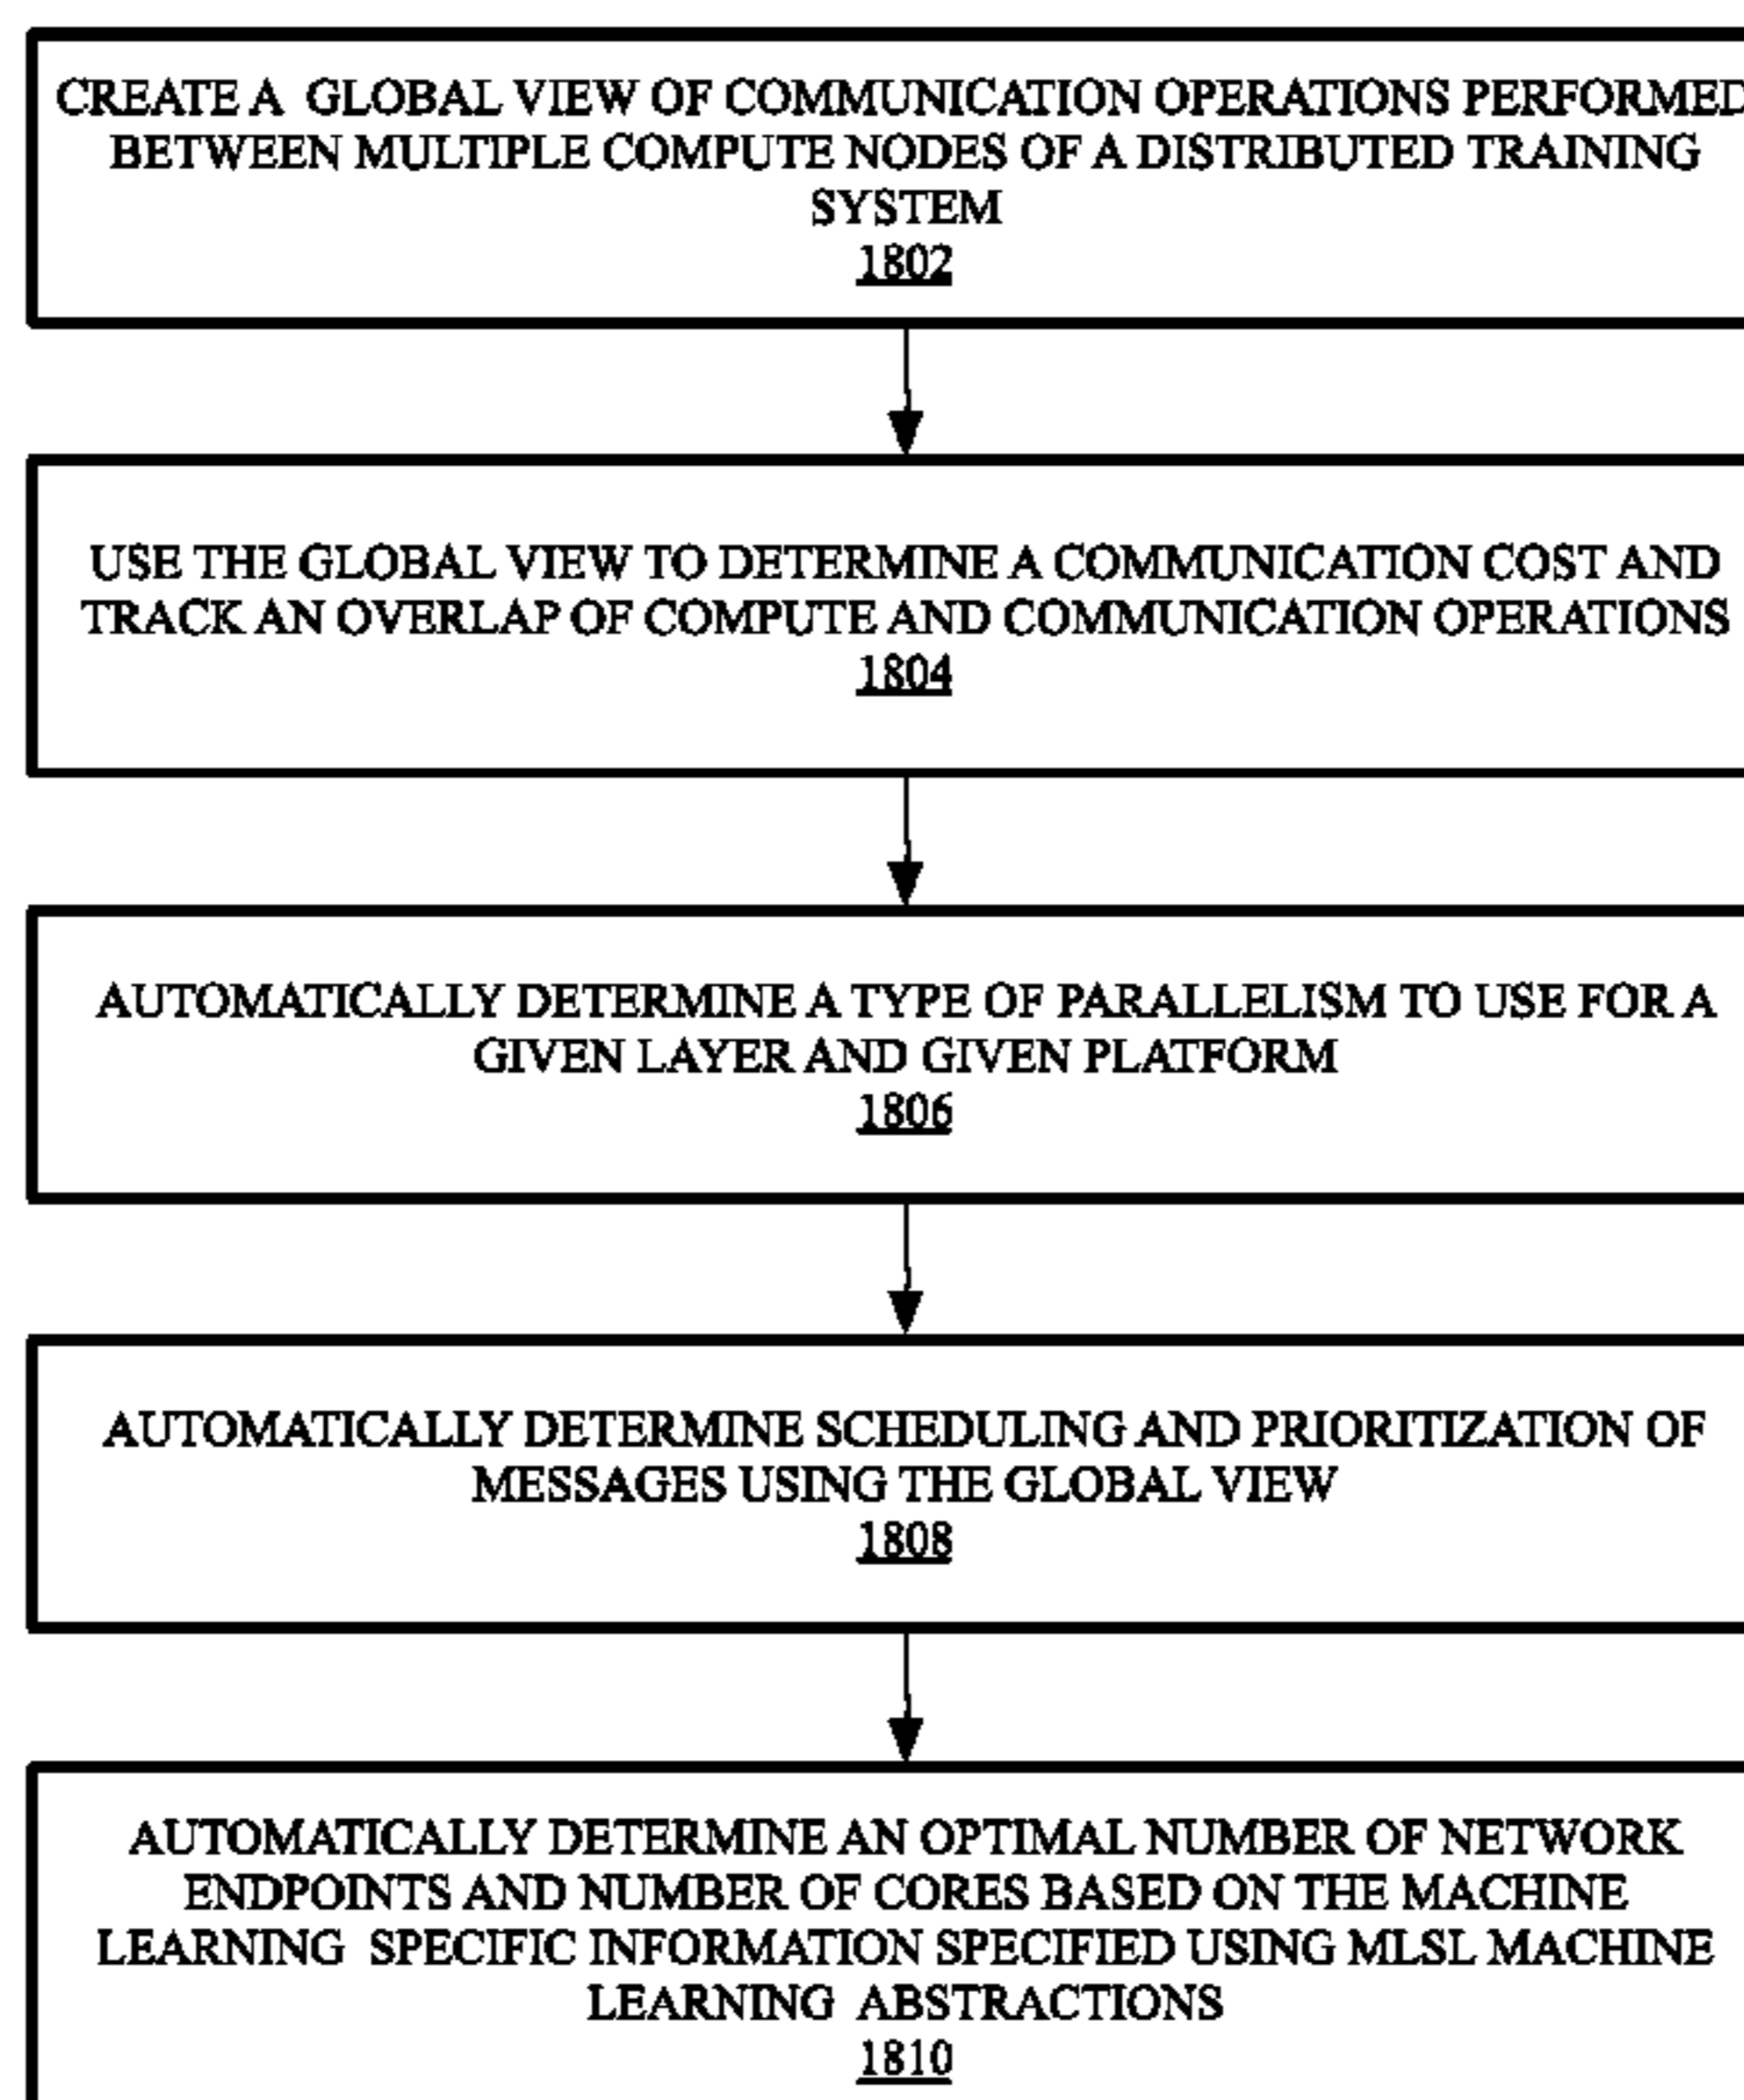 CREATE A GLOBAL VIEW OF COMMUNICATION OPERATIONS PERFORMED
BETWEEN MULTIPLE COMPUTE NODES OF A DISTRIBUTED TRAINING
SYSTEM
1802
USE THE GLOBAL VIEW TO DETERMINE A COMMUNICATION COST AND
TRACK AN OVERLAP OF COMPUTE AND COMMUNICATION OPERATIONS
1804
AUTOMATICALLY DETERMINE A TYPE OF PARALLELISM TO USE FOR A
GIVEN LAYER AND GIVEN PLATFORM
1806
AUTOMATICALLY DETERMINE SCHEDULING AND PRIORITIZATION OF
MESSAGES USING THE GLOBAL VIEW
1808
AUTOMATICALLY DETERMINE AN OPTIMAL NUMBER OF NETWORK
ENDPOINTS AND NUMBER OF CORES BASED ON THE MACHINE
LEARNING SPECIFIC INFORMATION SPECIFIED USING MLSL MACHINE
LEARNING ABSTRACTIONS
1810